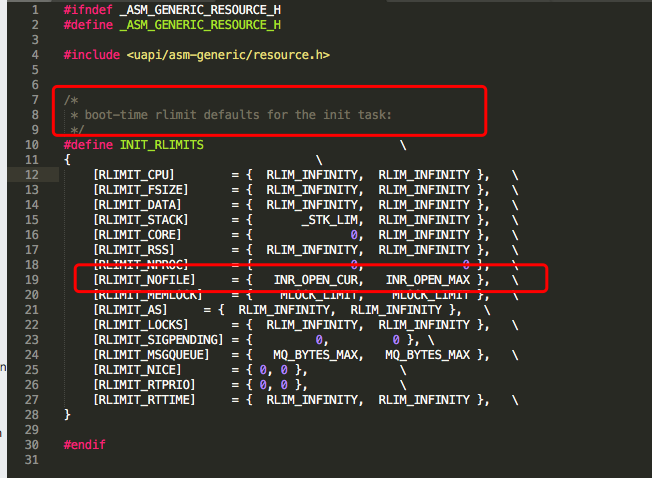 1 #ifndef _ASM_GENERIC_RESOURCE_H
2 #define _ASM_GENERIC_RESOURCE_H
3
4 #include <uapi/asm-generic/resource.h>
5
6
7 /*
8  * boot-time rlimit defaults for the init task:
9  */
10 #define INIT_RLIMITS \
11 { \
12 [RLIMIT_CPU] = { RLIM_INFINITY, RLIM_INFINITY }, \
13 [RLIMIT_FSIZE] = { RLIM_INFINITY, RLIM_INFINITY }, \
14 [RLIMIT_DATA] = { RLIM_INFINITY, RLIM_INFINITY }, \
15 [RLIMIT_STACK] = { _STK_LIM, RLIM_INFINITY }, \
16 [RLIMIT_CORE] = { 0, RLIM_INFINITY }, \
17 [RLIMIT_RSS] = { RLIM_INFINITY, RLIM_INFINITY }, \
18 [RLIMIT_NPROC] = { 0, 0 }, \
19 [RLIMIT_NOFILE] = { INR_OPEN_CUR, INR_OPEN_MAX }, \
20 [RLIMIT_MEMLOCK] = { MLOCK_LIMIT, MLOCK_LIMIT }, \
21 [RLIMIT_AS] = { RLIM_INFINITY, RLIM_INFINITY }, \
22 [RLIMIT_LOCKS] = { RLIM_INFINITY, RLIM_INFINITY }, \
23 [RLIMIT_SIGPENDING] = { 0, 0 }, \
24 [RLIMIT_MSGQUEUE] = { MQ_BYTES_MAX, MQ_BYTES_MAX }, \
25 [RLIMIT_NICE] = { 0, 0 }, \
26 [RLIMIT_RTPRIO] = { 0, 0 }, \
27 [RLIMIT_RTTIME] = { RLIM_INFINITY, RLIM_INFINITY }, \
28 }
29
30 #endif
31